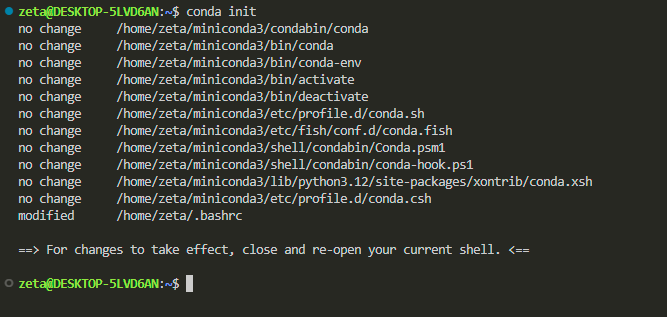 zeta@DESKTOP-5LVD6AN:~$ conda init
no change     /home/zeta/miniconda3/condabin/conda
no change     /home/zeta/miniconda3/bin/conda
no change     /home/zeta/miniconda3/bin/conda-env
no change     /home/zeta/miniconda3/bin/activate
no change     /home/zeta/miniconda3/bin/deactivate
no change     /home/zeta/miniconda3/etc/profile.d/conda.sh
no change     /home/zeta/miniconda3/etc/fish/conf.d/conda.fish
no change     /home/zeta/miniconda3/shell/condabin/Conda.psm1
no change     /home/zeta/miniconda3/shell/condabin/conda-hook.ps1
no change     /home/zeta/miniconda3/lib/python3.12/site-packages/xontrib/conda.xsh
no change     /home/zeta/miniconda3/etc/profile.d/conda.csh
modified      /home/zeta/.bashrc
==> For changes to take effect, close and re-open your current shell. <==
zeta@DESKTOP-5LVD6AN:~$